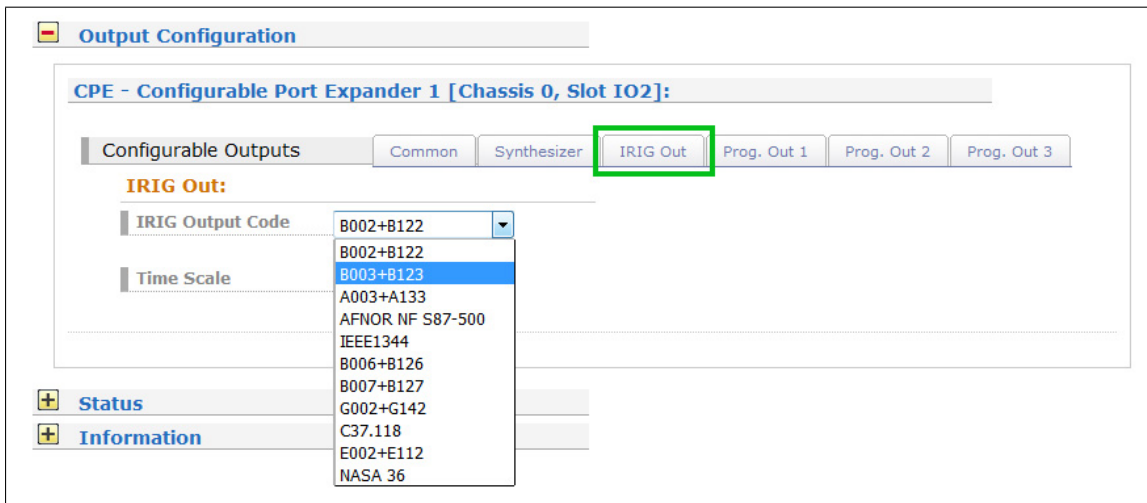 Output Configuration
CPE - Configurable Port Expander 1 [Chassis 0, Slot IO2]:
Configurable Outputs Common Synthesizer IRIG Out Prog. Out 1 Prog. Out 2 Prog. Out 3
IRIG Out:
IRIG Output Code B002+B122
B002+B122
Time Scale B003+B123
A003+A133
AFNOR NF S87-500
IEEE1344
B006+B126
B007+B127
Status G002+G142
C37.118
Information E002+E112
NASA 36